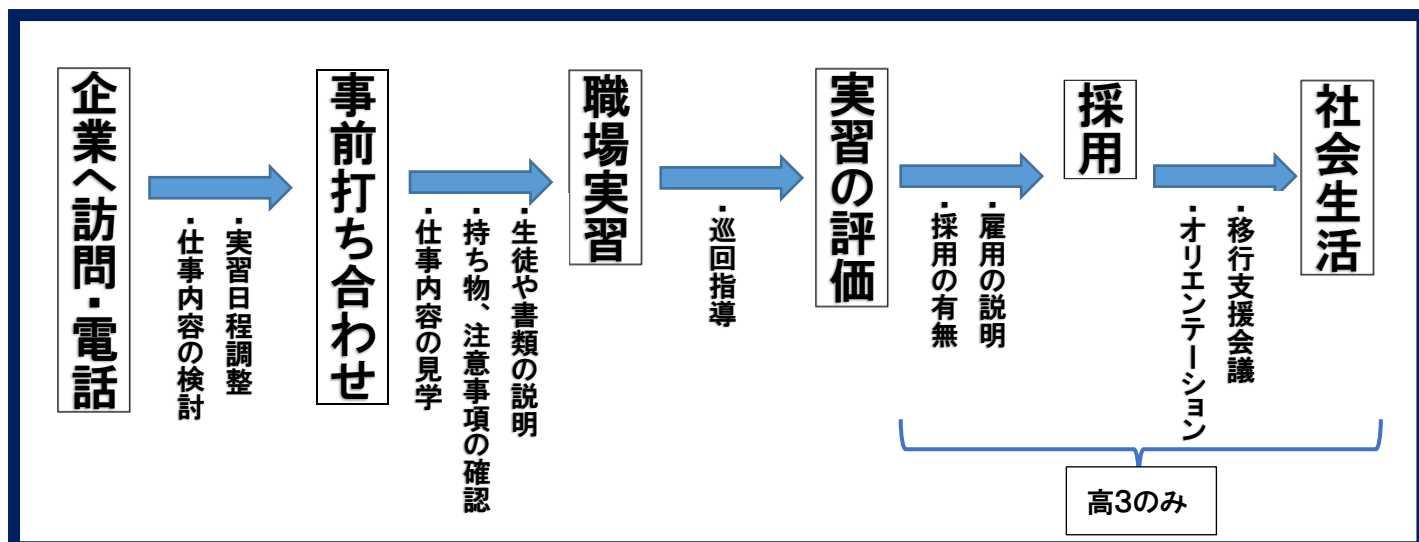 企業へ訪問・電話
・実習日程調整
・仕事内容の検討
事前打ち合わせ
・生徒や書類の説明
・持ち物、注意事項の確認
・仕事内容の見学
職場実習
・巡回指導
実習の評価
・雇用の説明
・採用の有無
採用
・移行支援会議
・オリエンテーション
社会生活
高3のみ